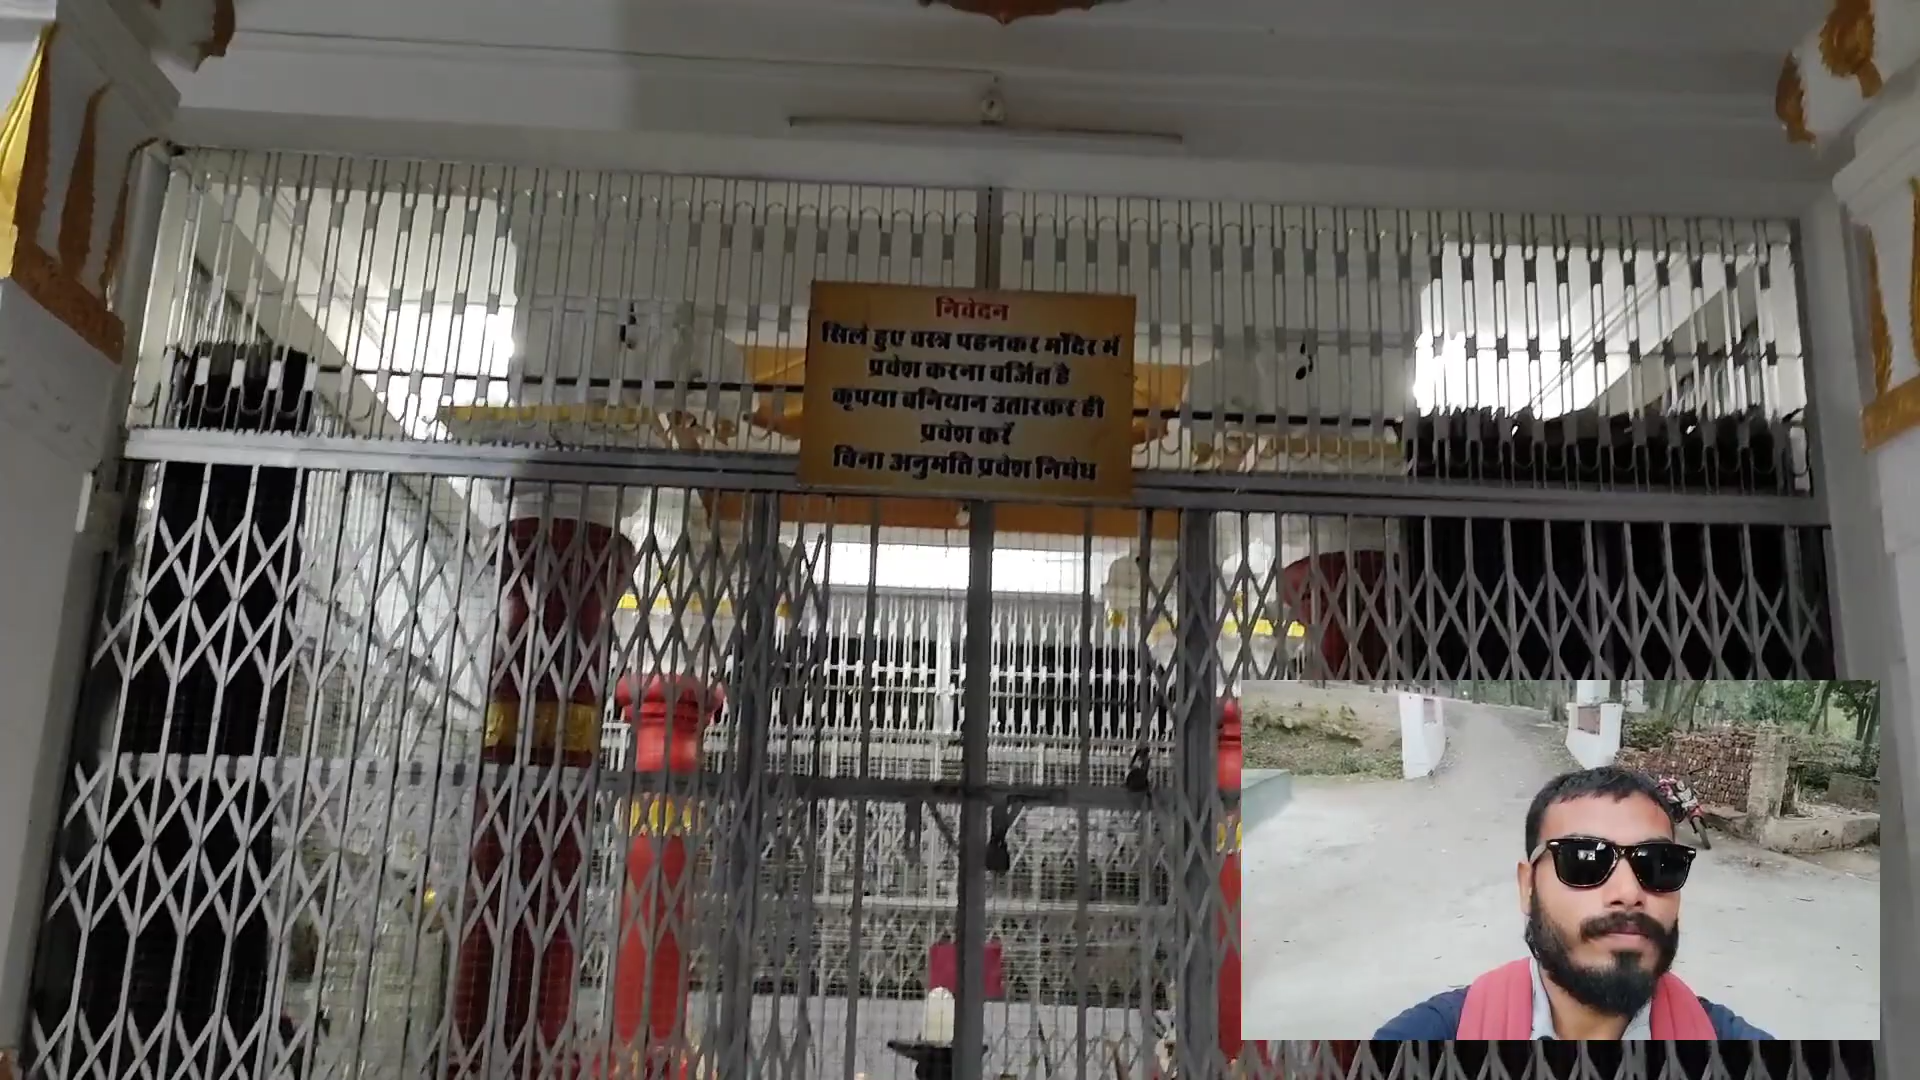 निवेदन
सिले हुए वस्त्र पहनकर मंदिर में
प्रवेश करना वर्जित है
कृपया बनियान उतारकर ही
प्रवेश करें
बिना अनुमति प्रवेश निषेध